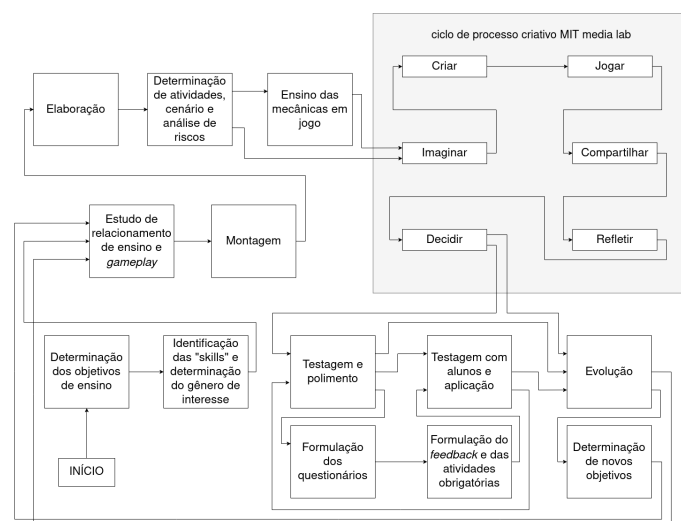 ciclo de processo criativo MIT media lab
Criar
Jogar
Elaboração
Determinação
de atividades,
cenário e
análise de
riscos
Ensino das
mecânicas em
jogo
Imaginar
Compartilhar
Estudo de
relacionamento
de ensino e
gameplay
Montagem
Decidir
Refletir
Determinação
dos objetivos
de ensino
Identificação
das "skills" e
determinação
do gênero de
interesse
Testagem e
polimento
Testagem com
alunos e
aplicação
Evolução
INÍCIO
Formulação
dos
questionários
Formulação do
feedback e das
atividades
obrigatórias
Determinação
de novos
objetivos